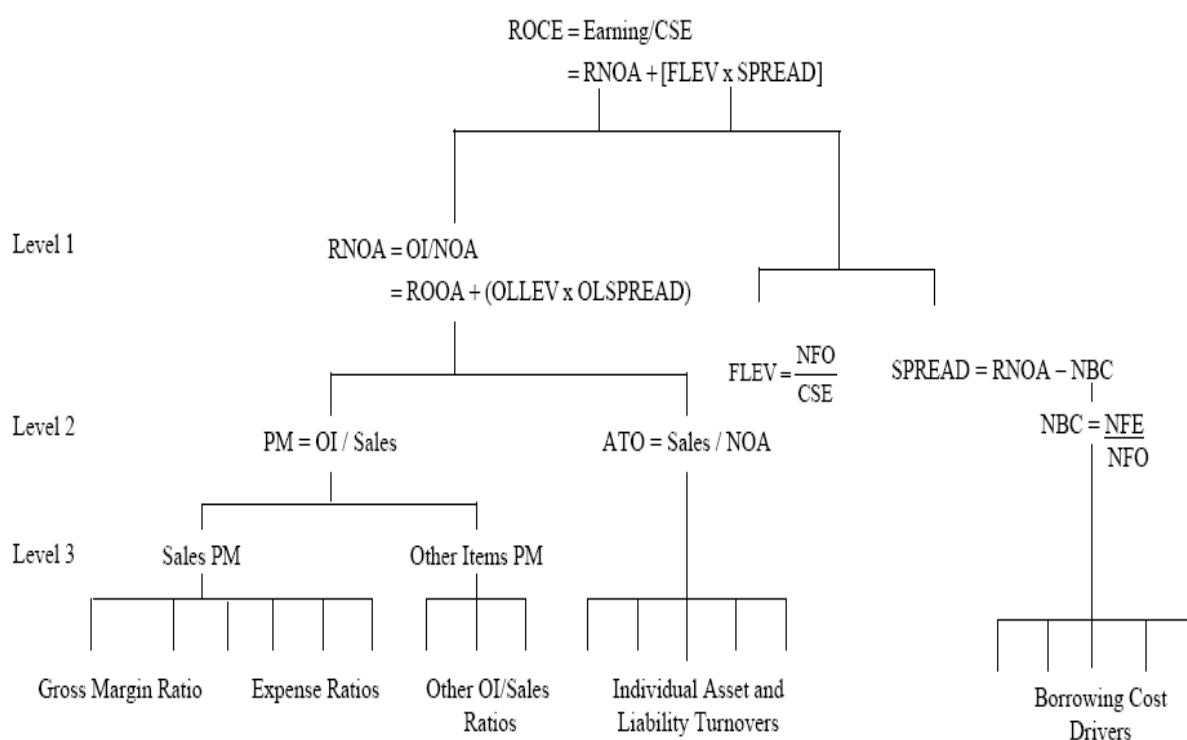 ROCE = Earning/CSE
= RNOA + [FLEV x SPREAD]
Level 1
RNOA = OI/NOA
= ROOA + (OLLEV x OLSPREAD)
FLEV = NFO/CSE
SPREAD = RNOA – NBC
Level 2
PM = OI / Sales
ATO = Sales / NOA
NBC = NFE/NFO
Level 3
Sales PM
Other Items PM
Gross Margin Ratio
Expense Ratios
Other OI/Sales
Ratios
Individual Asset and
Liability Turnovers
Borrowing Cost
Drivers